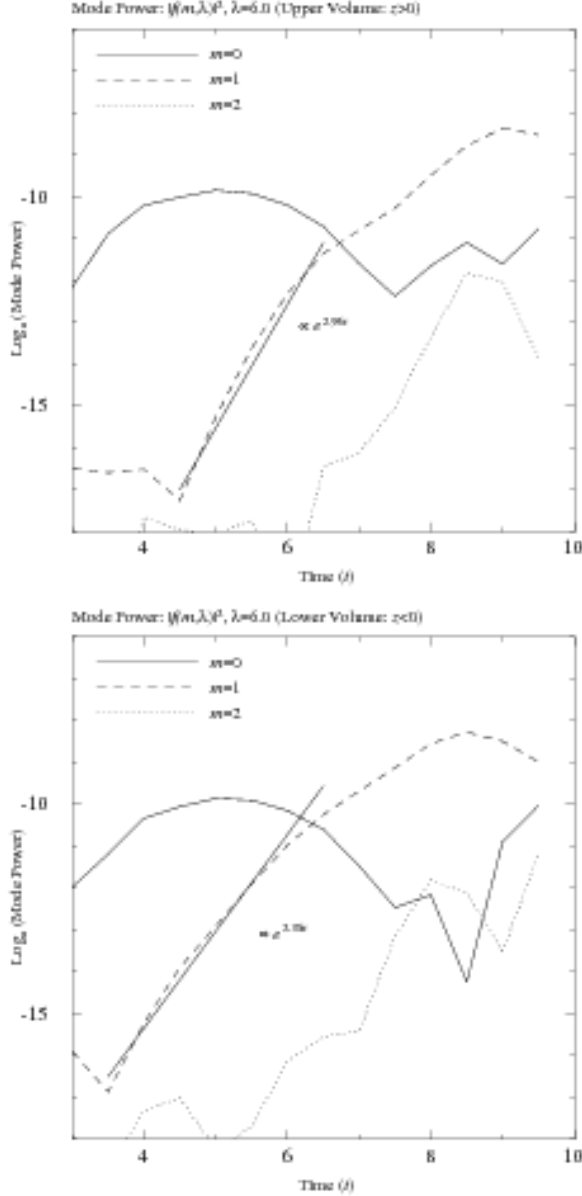 Mode Power: |f(m,λ)|², λ=6.0 (Upper Volume: z>0)
m=0
m=1
m=2
-10
-15
Logₑ(Mode Power)
4 6 8 10
Time (t)
Mode Power: |f(m,λ)|², λ=6.0 (Lower Volume: z<0)
m=0
m=1
m=2
-10
-15
Logₑ(Mode Power)
4 6 8 10
Time (t)